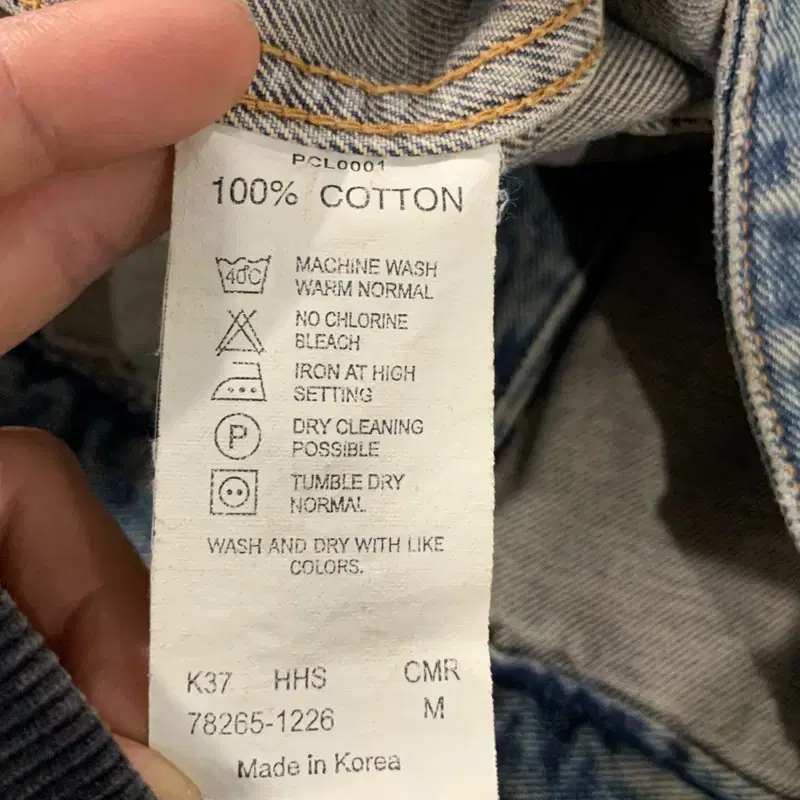 PCL0001
100% COTTON
40°C MACHINE WASH
WARM NORMAL
NO CHLORINE
BLEACH
IRON AT HIGH
SETTING
P DRY CLEANING
POSSIBLE
TUMBLE DRY
NORMAL
WASH AND DRY WITH LIKE
COLORS.
K37 HHS CMR
78265-1226 M
Made in Korea